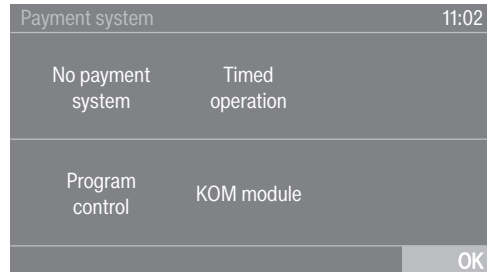 Payment system 11:02
No payment Timed
system operation
Program
control KOM module
OK